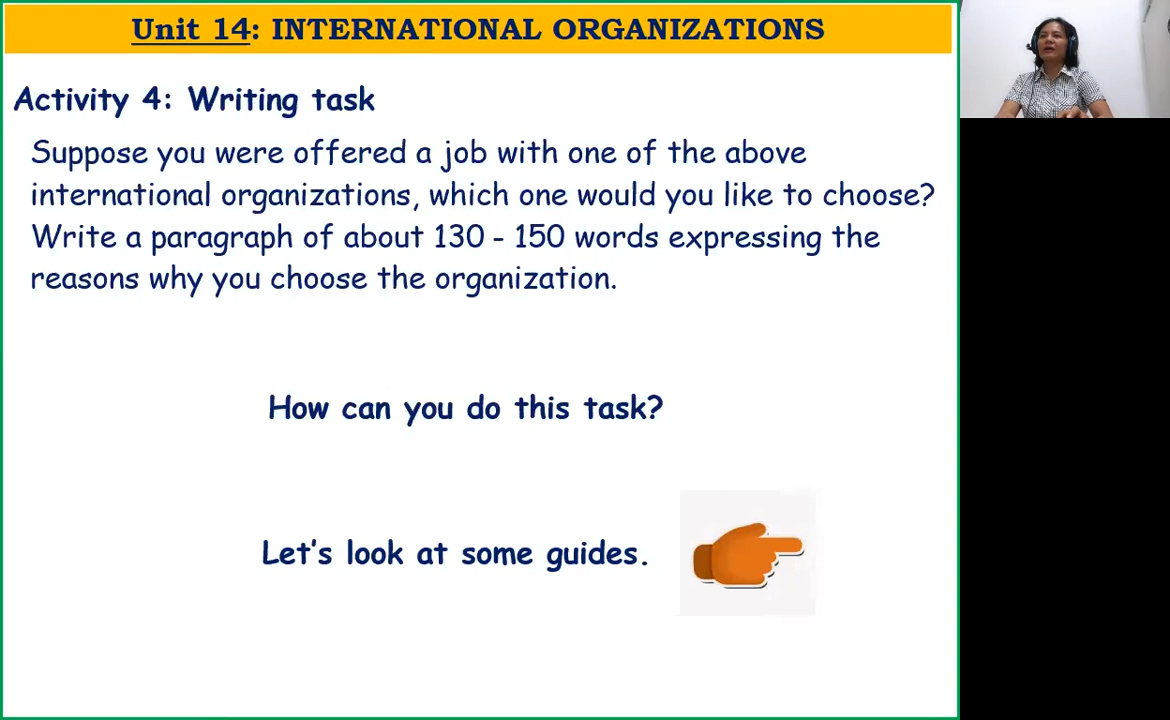 Unit 14: INTERNATIONAL ORGANIZATIONS
Activity 4: Writing task
Suppose you were offered a job with one of the above
international organizations, which one would you like to choose?
Write a paragraph of about 130 - 150 words expressing the
reasons why you choose the organization.
How can you do this task?
Let's look at some guides.